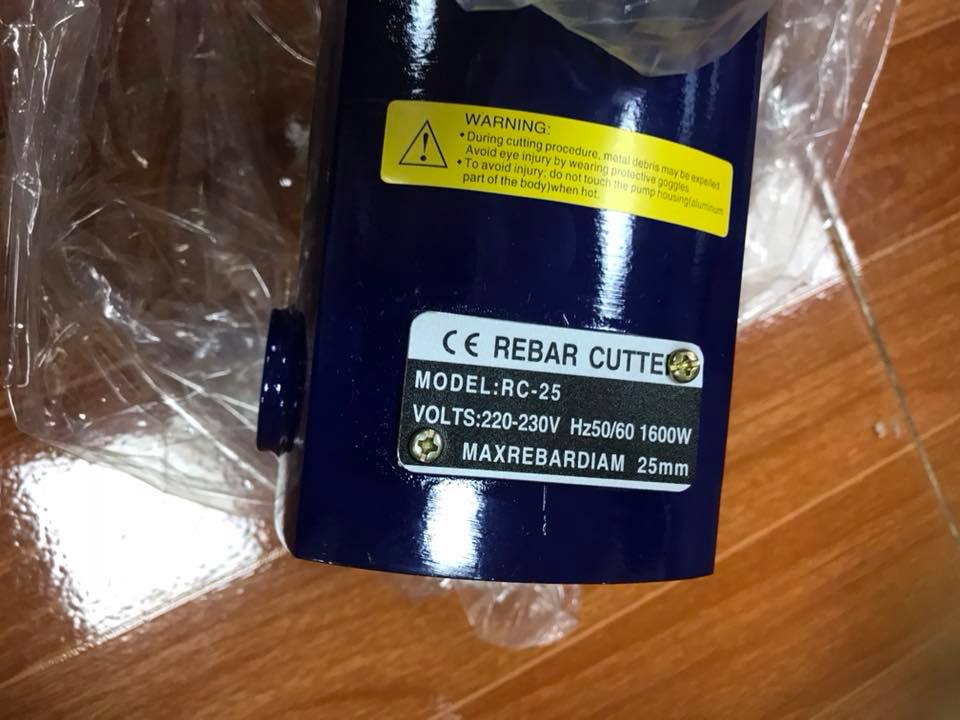 WARNING:
•During cutting procedure, metal debris may be expelled
Avoid eye injury by wearing protective goggles
•To avoid injury; do not touch the pump housing(aluminum
part of the body)when hot.
CE REBAR CUTTE
MODEL:RC-25
VOLTS:220-230V Hz50/60 1600W
MAXREBARDIAM 25mm